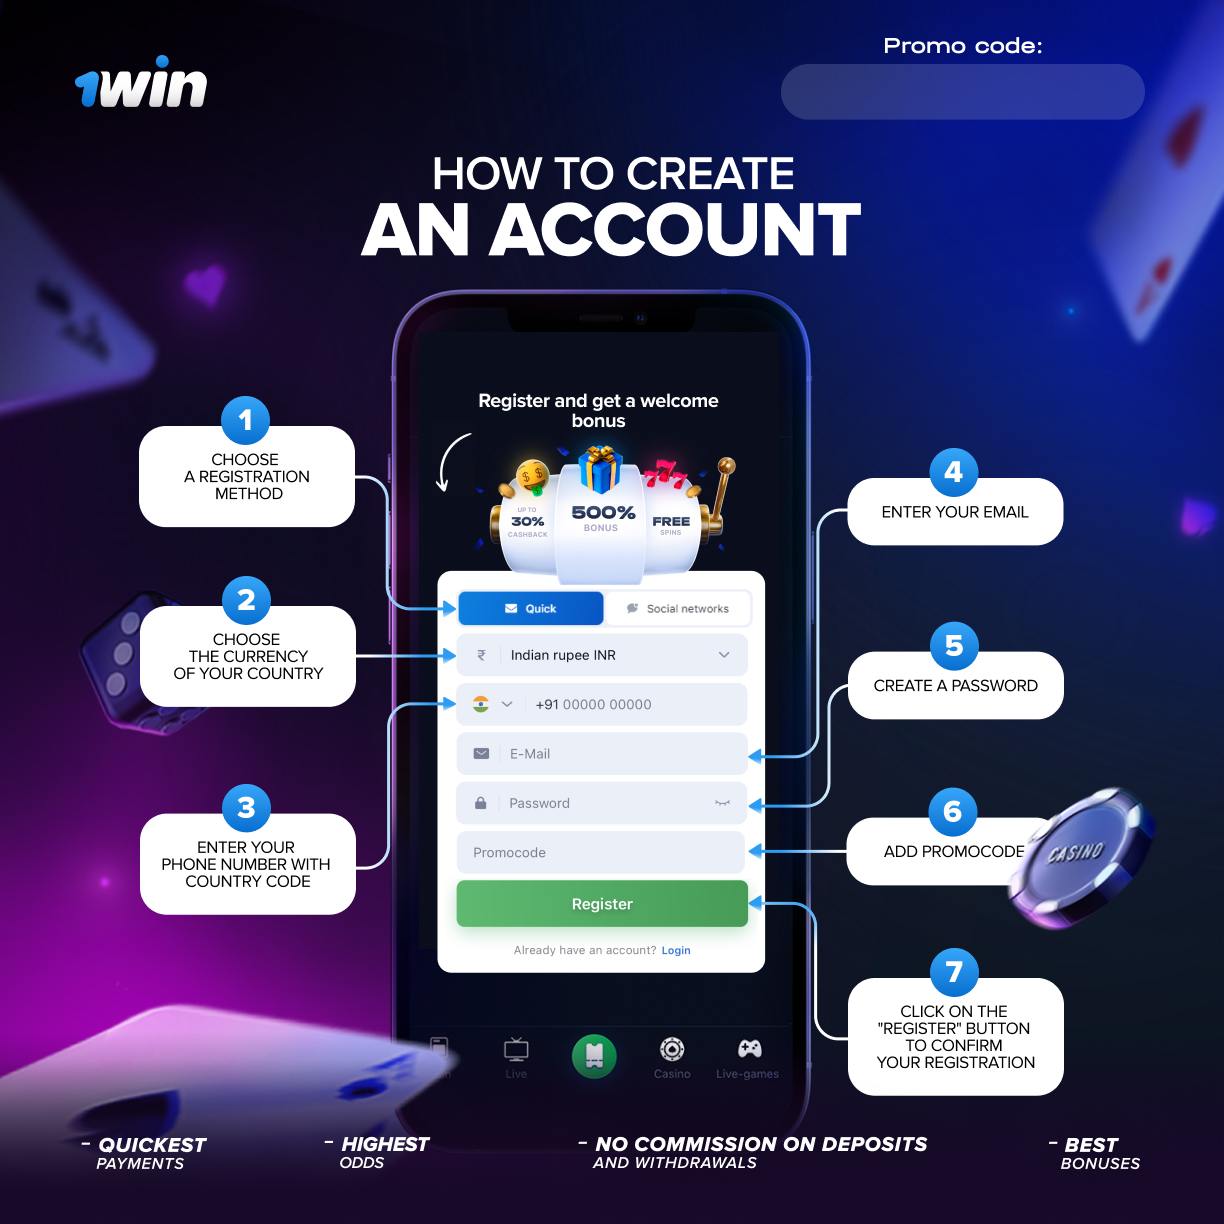 1win
Promo code:
HOW TO CREATE
AN ACCOUNT
Register and get a welcome
bonus
UP TO
30%
CASHBACK
500%
BONUS
FREE
SPINS
777
1
CHOOSE
A REGISTRATION
METHOD
2
CHOOSE
THE CURRENCY
OF YOUR COUNTRY
3
ENTER YOUR
PHONE NUMBER WITH
COUNTRY CODE
Quick
Social networks
₹ Indian rupee INR
+91 00000 00000
E-Mail
Password
Promocode
Register
Already have an account? Login
4
ENTER YOUR EMAIL
5
CREATE A PASSWORD
6
ADD PROMOCODE
CASINO
7
CLICK ON THE
"REGISTER" BUTTON
TO CONFIRM
YOUR REGISTRATION
Live
Casino
Live-games
- QUICKEST
PAYMENTS
- HIGHEST
ODDS
- NO COMMISSION ON DEPOSITS
AND WITHDRAWALS
- BEST
BONUSES